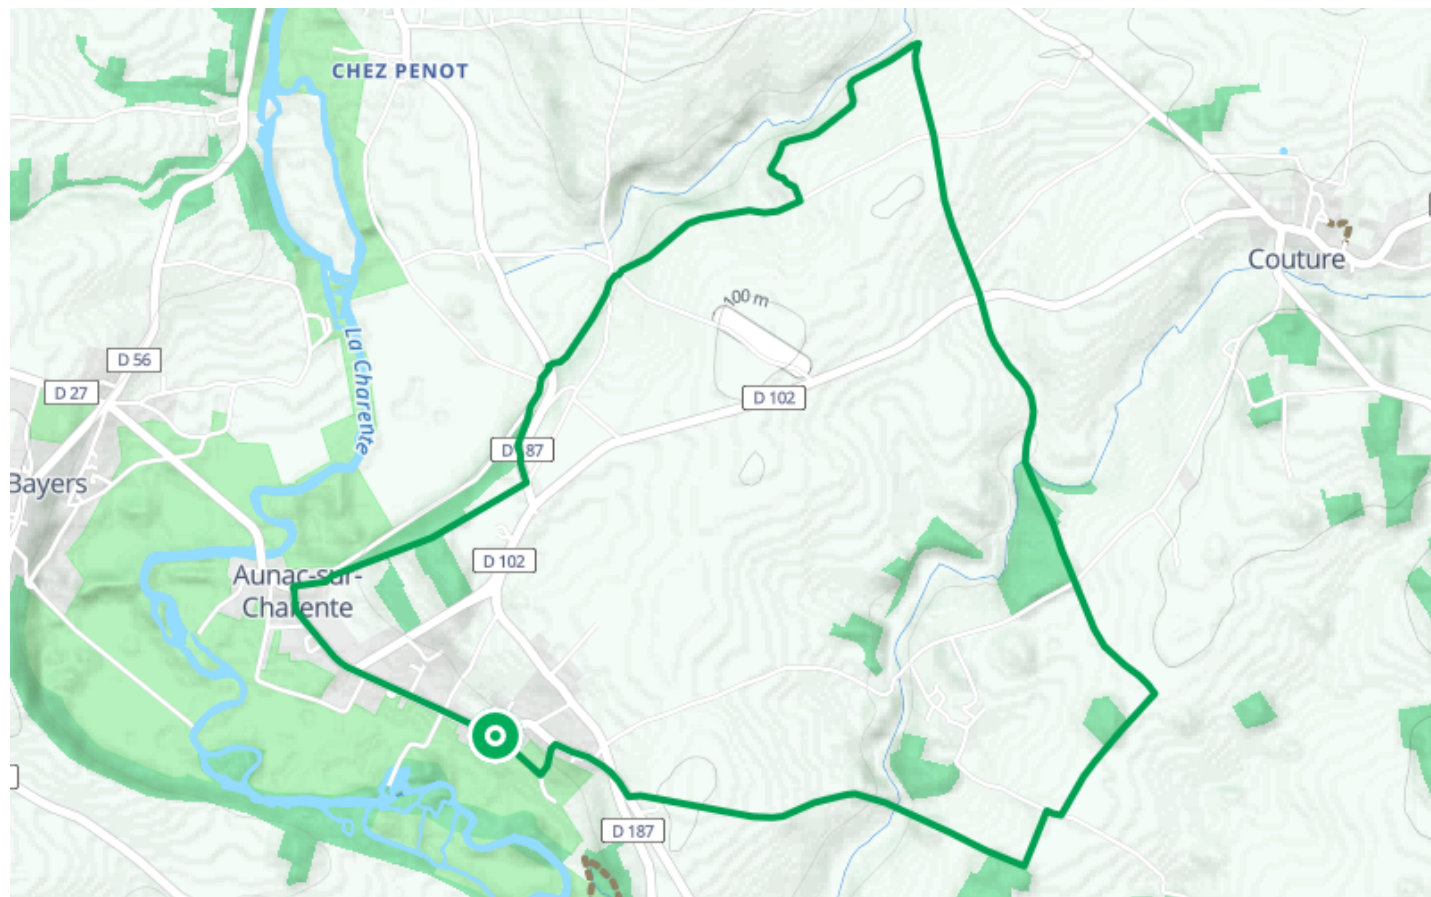 CHEZ PENOT
Couture
100 m
D 56
La Charente
D 27
D 102
D 187
Bayers
D 102
Aunac-sur-
Charente
D 187